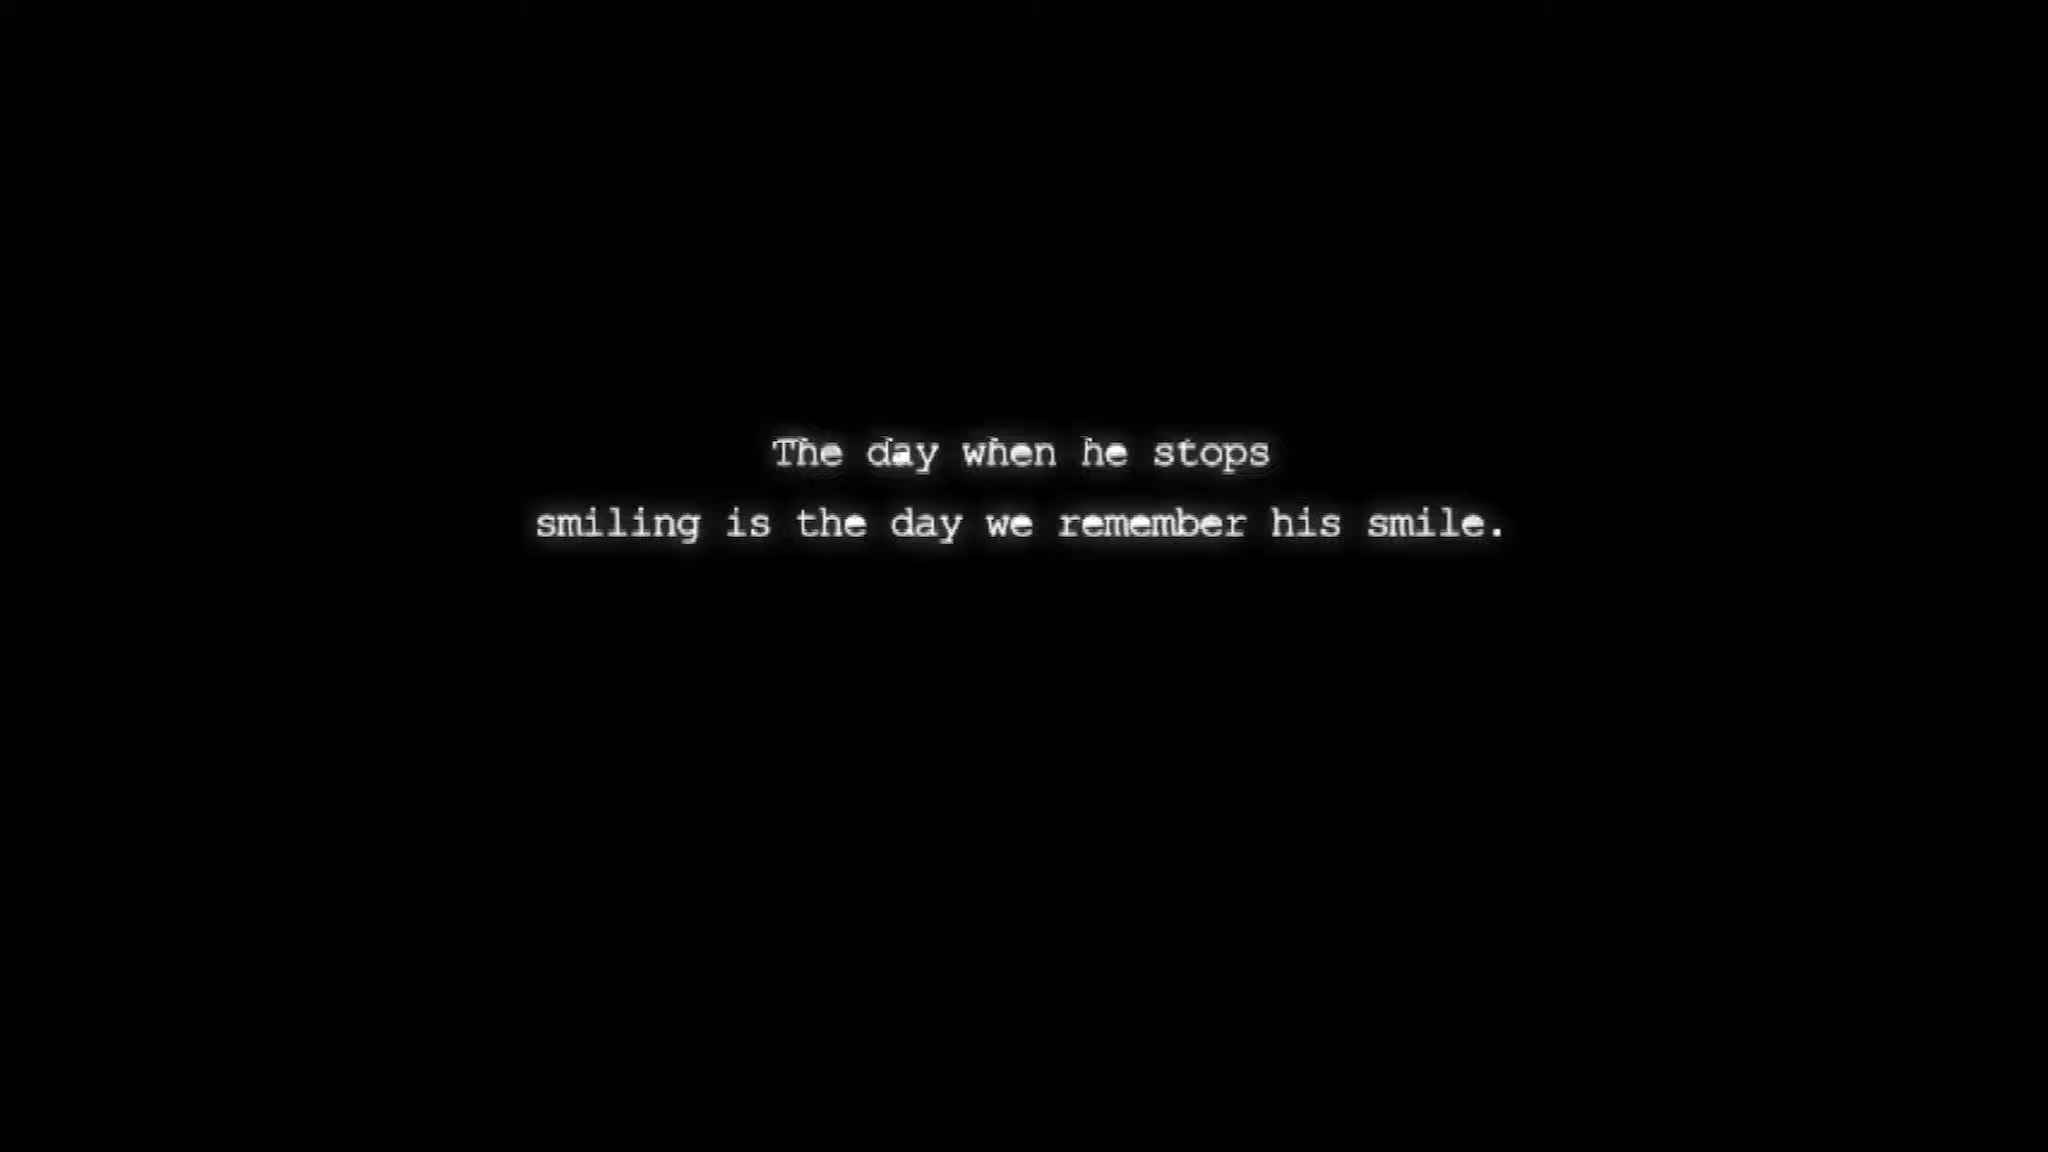 The day when he stops
smiling is the day we remember his smile.